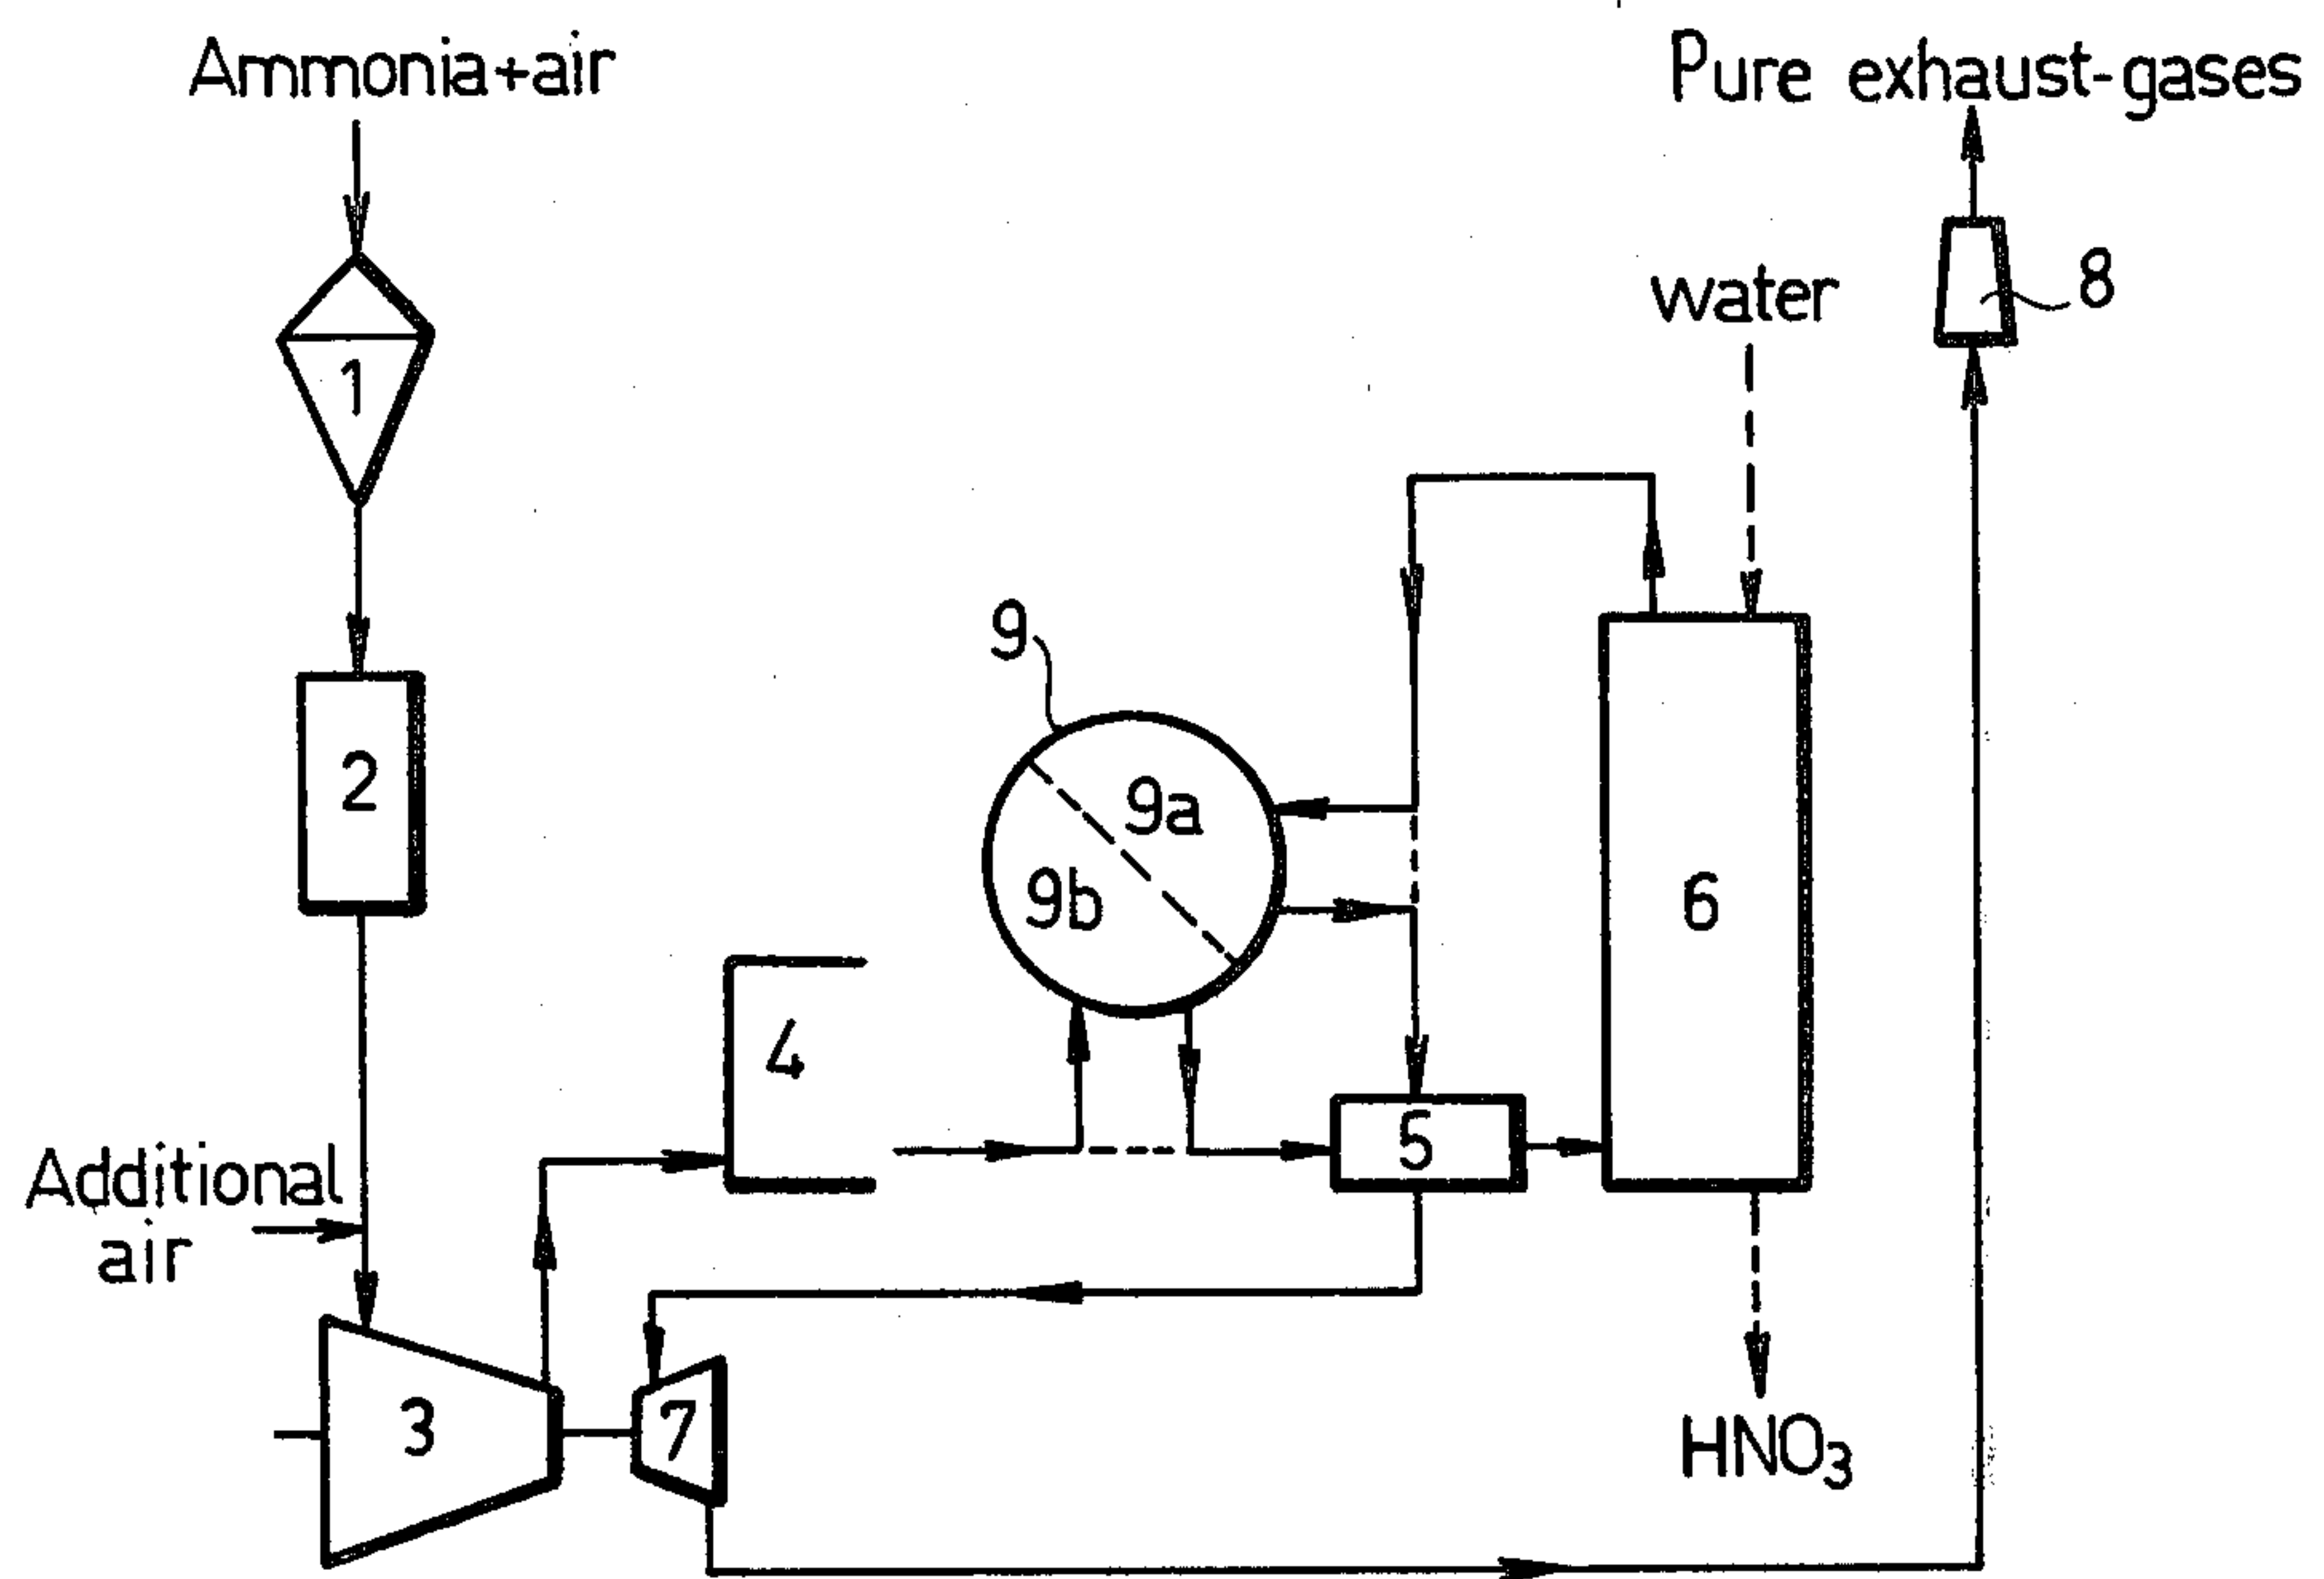 Ammonia+air
Pure exhaust-gases
water
8
1
9
2
9a
9b
6
4
5
Additional
air
3
7
HNO₃